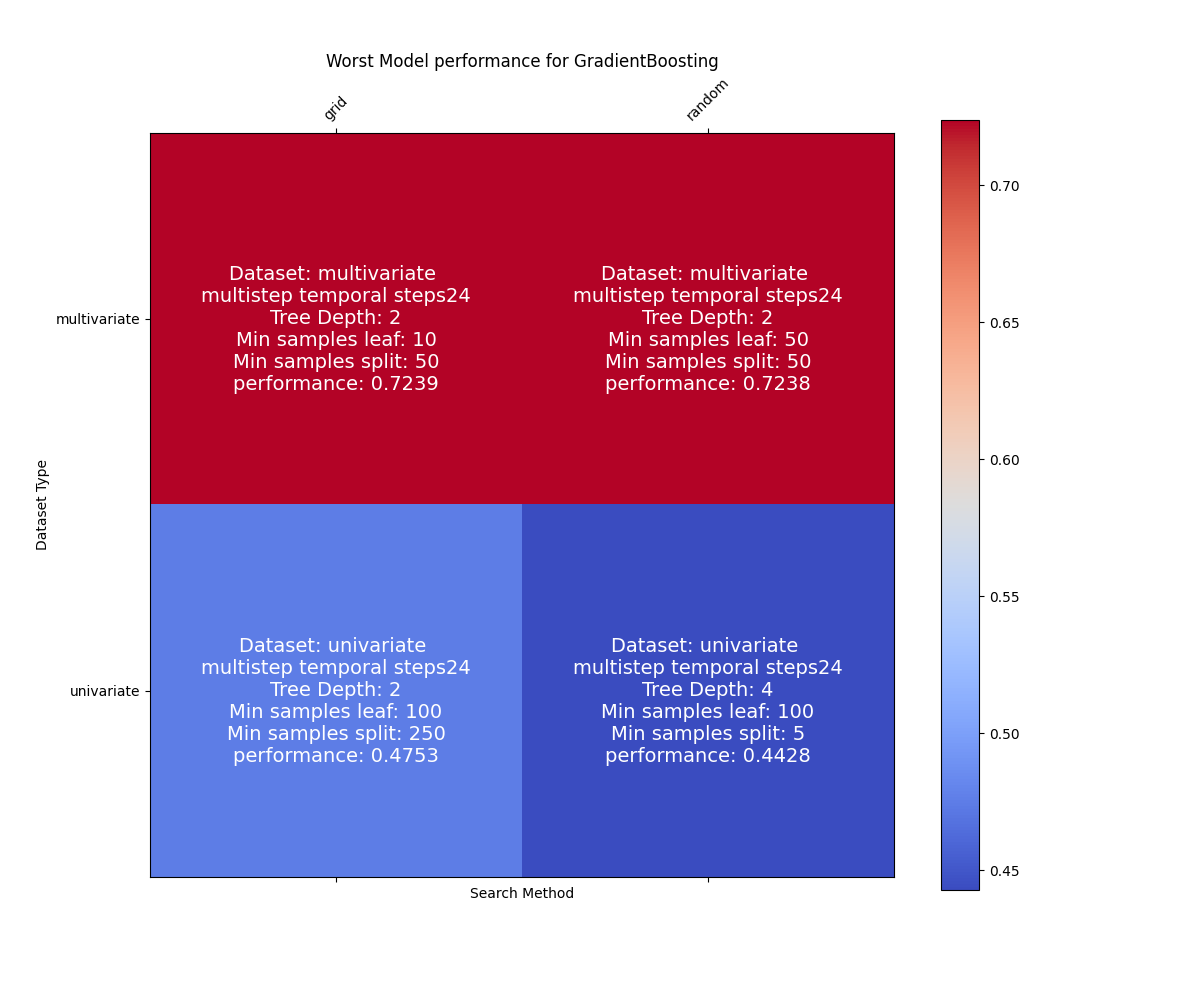 Worst Model performance for GradientBoosting
grid
random
Dataset: multivariate
multistep temporal steps24
Tree Depth: 2
Min samples leaf: 10
Min samples split: 50
performance: 0.7239
Dataset: multivariate
multistep temporal steps24
Tree Depth: 2
Min samples leaf: 50
Min samples split: 50
performance: 0.7238
multivariate
Dataset Type
univariate
Dataset: univariate
multistep temporal steps24
Tree Depth: 2
Min samples leaf: 100
Min samples split: 250
performance: 0.4753
Dataset: univariate
multistep temporal steps24
Tree Depth: 4
Min samples leaf: 100
Min samples split: 5
performance: 0.4428
Search Method
0.70
0.65
0.60
0.55
0.50
0.45